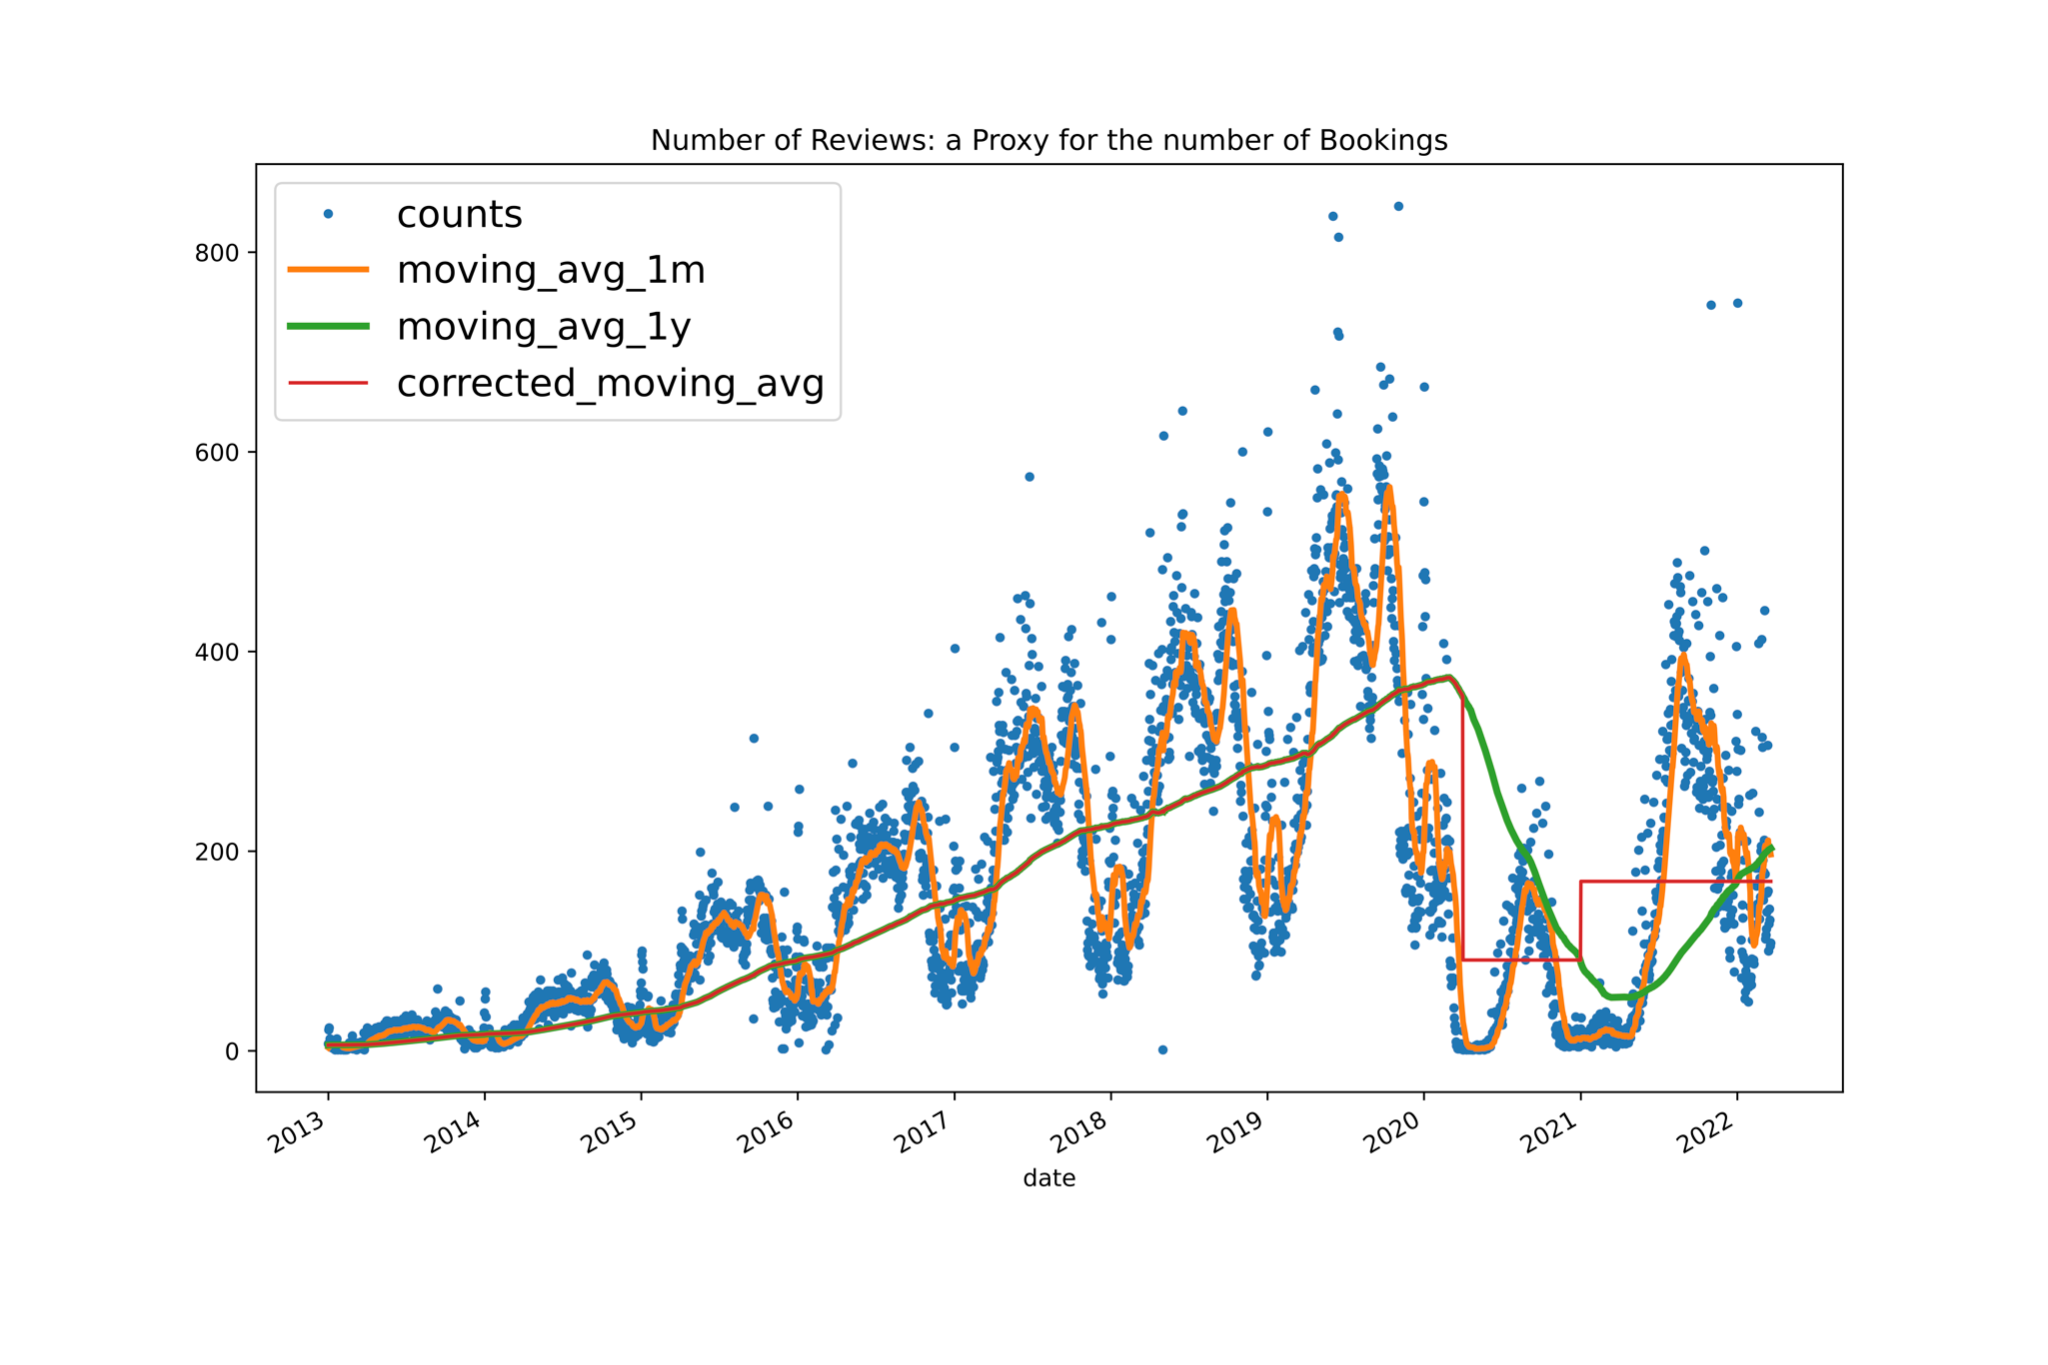 Number of Reviews: a Proxy for the number of Bookings
counts
moving_avg_1m
moving_avg_1y
corrected_moving_avg
800
600
400
200
0
2013 2014 2015 2016 2017 2018 2019 2020 2021 2022
date